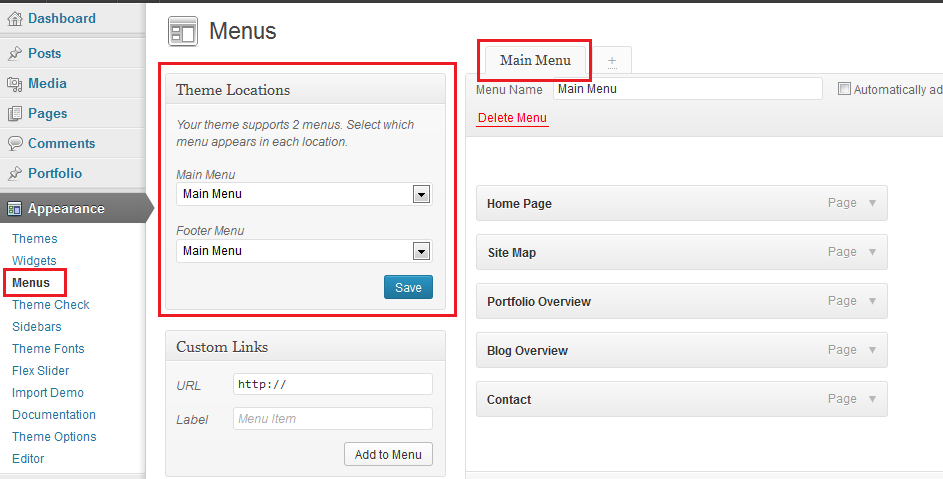 Dashboard
Posts
Media
Pages
Comments
Portfolio
Appearance
Themes
Widgets
Menus
Theme Check
Sidebars
Theme Fonts
Flex Slider
Import Demo
Documentation
Theme Options
Editor
Menus
Theme Locations
Your theme supports 2 menus. Select which
menu appears in each location.
Main Menu
Main Menu
Footer Menu
Main Menu
Save
Custom Links
URL http://
Label Menu Item
Add to Menu
Main Menu +
Menu Name Main Menu Automatically ad
Delete Menu
Home Page Page
Site Map Page
Portfolio Overview Page
Blog Overview Page
Contact Page